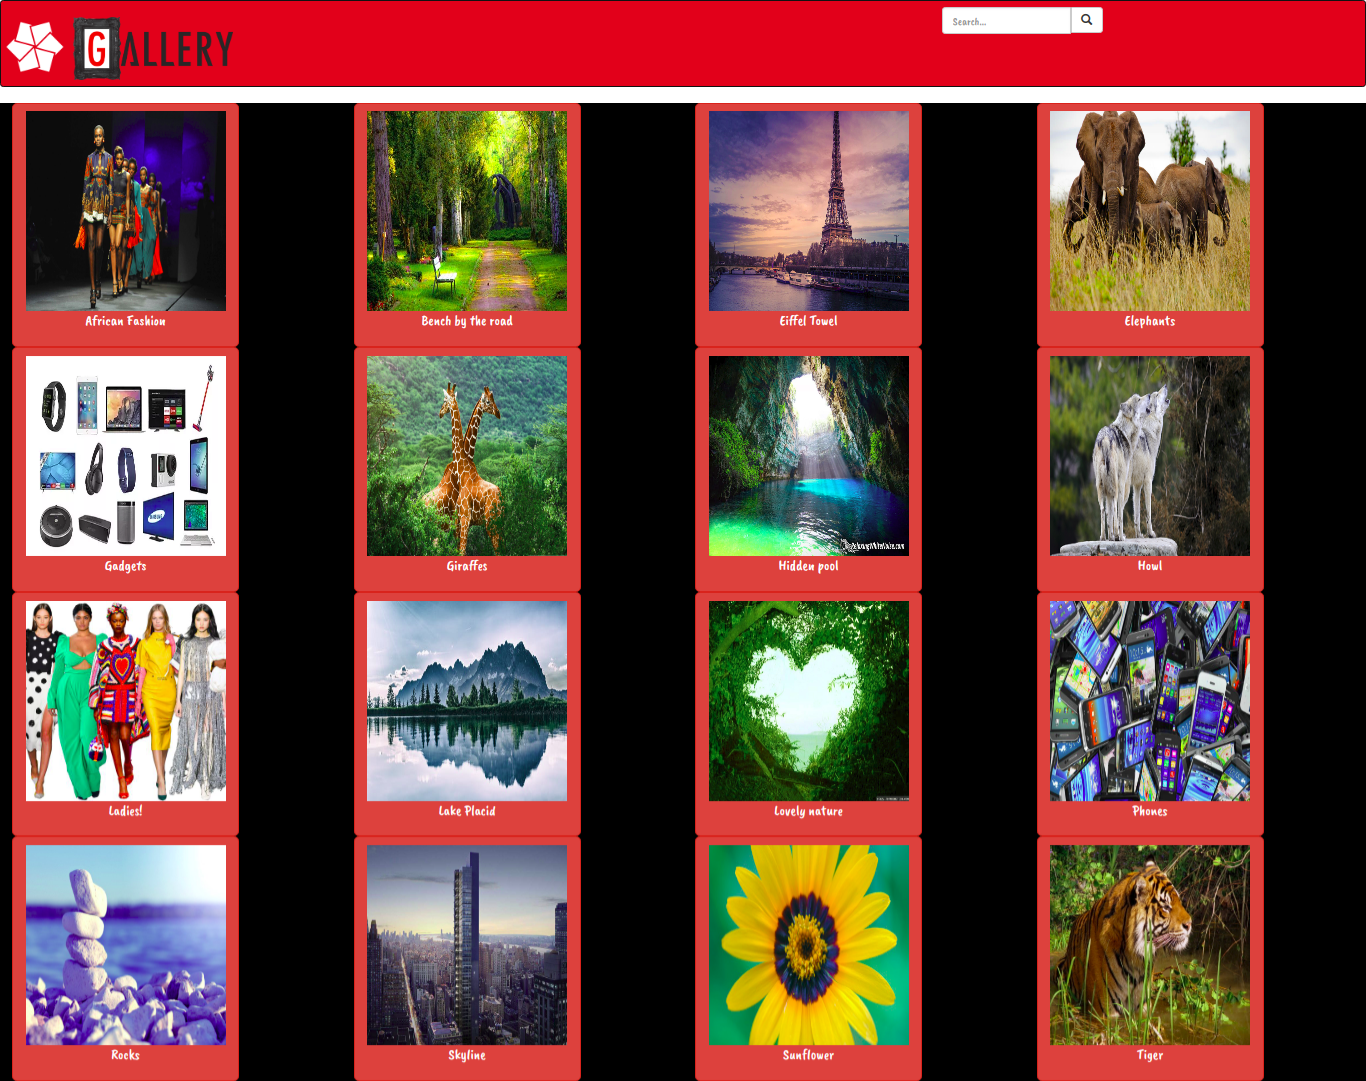 GALLERY
Search...
African Fashion
Bench by the road
Eiffel Towel
Elephants
Gadgets
Giraffes
Hidden pool
Howl
Ladies!
Lake Placid
Lovely nature
Phones
Rocks
Skyline
Sunflower
Tiger